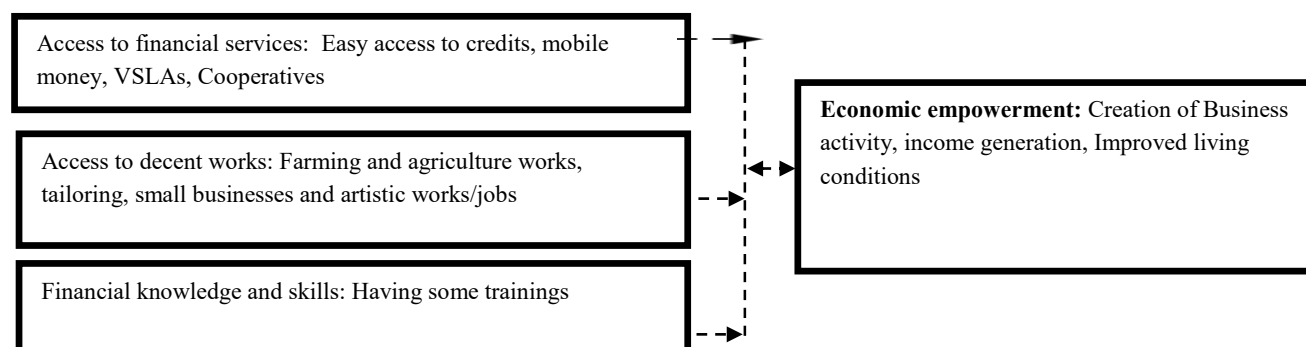 Access to financial services:  Easy access to credits, mobile
money, VSLAs, Cooperatives
Access to decent works: Farming and agriculture works,
tailoring, small businesses and artistic works/jobs
Financial knowledge and skills: Having some trainings
Economic empowerment: Creation of Business
activity, income generation, Improved living
conditions